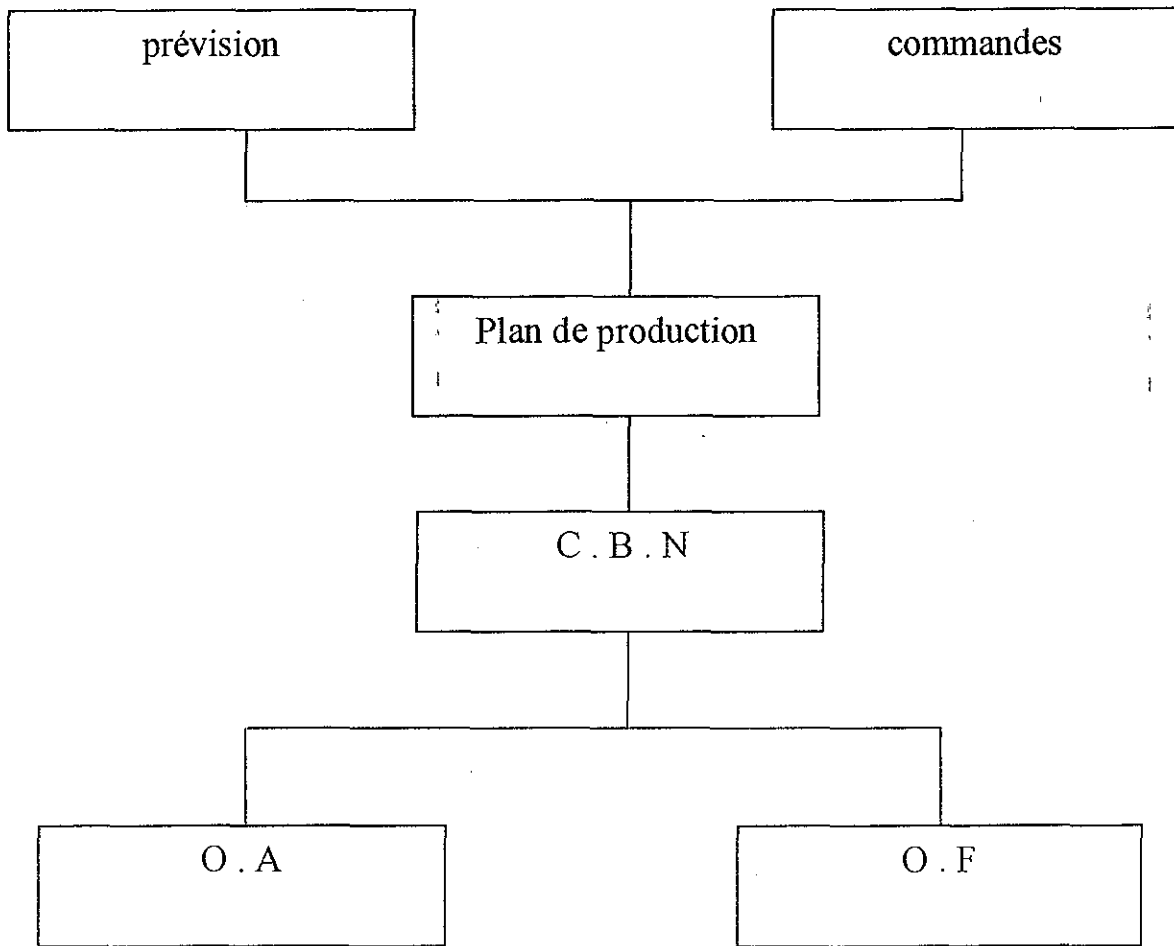 prévision
commandes
Plan de production
C . B . N
O . A
O . F